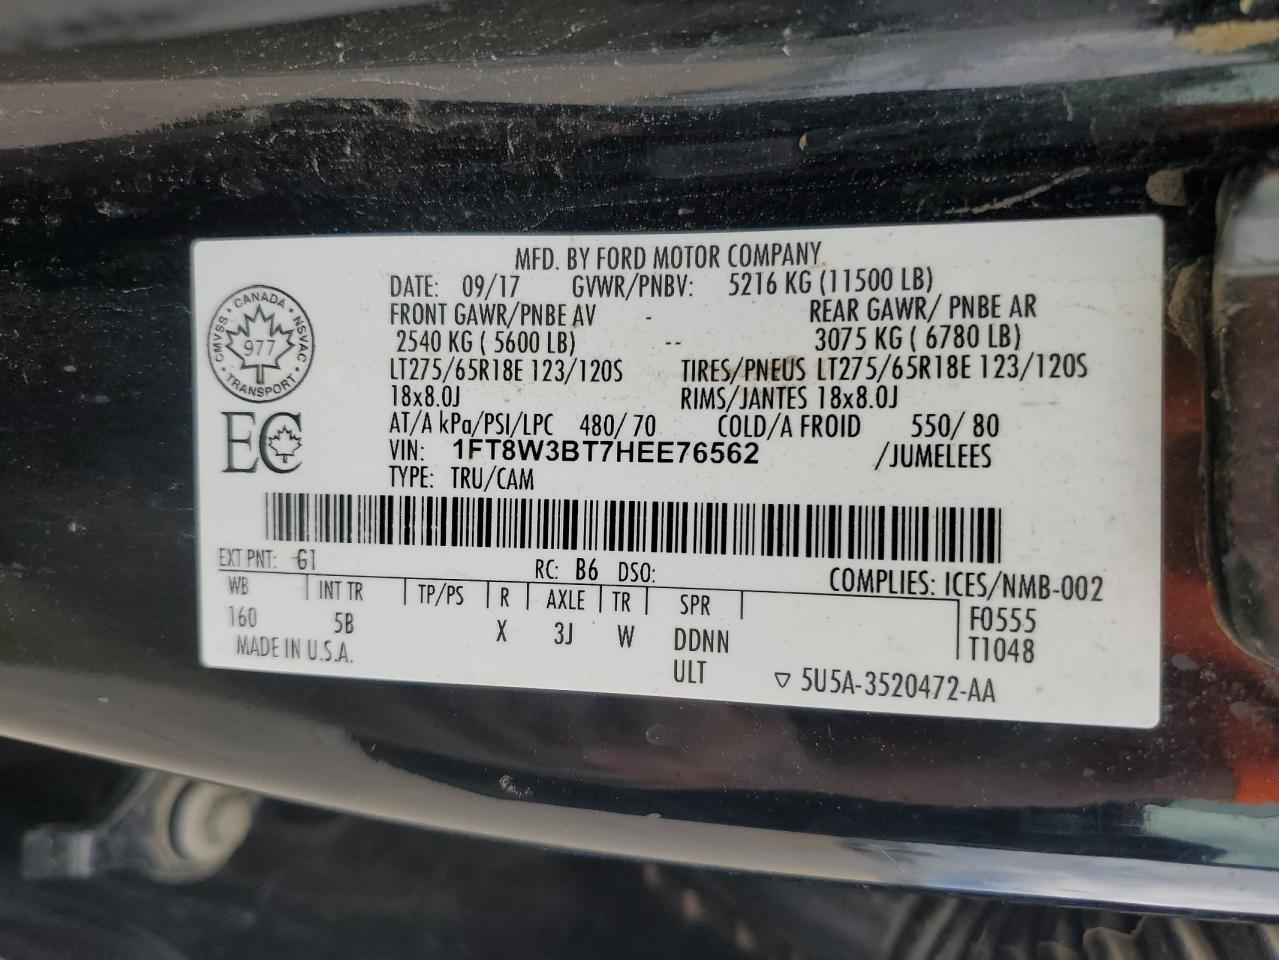 MFD. BY FORD MOTOR COMPANY
DATE: 09/17 GVWR/PNBV: 5216 KG (11500 LB)
FRONT GAWR/PNBE AV - REAR GAWR/ PNBE AR
2540 KG ( 5600 LB) -- 3075 KG ( 6780 LB)
LT275/65R18E 123/120S TIRES/PNEUS LT275/65R18E 123/120S
18x8.0J RIMS/JANTES 18x8.0J
AT/A kPa/PSI/LPC 480/ 70 COLD/A FROID 550/ 80
VIN: 1FT8W3BT7HEE76562 /JUMELEES
TYPE: TRU/CAM
CANADA
CMVSS NSVAC
977
TRANSPORT
EC
EXT PNT: G1 RC: B6 DSO: COMPLIES: ICES/NMB-002
WB INT TR TP/PS R AXLE TR SPR F0555
160 5B X 3J W DDNN T1048
MADE IN U.S.A. ULT ▽ 5U5A-3520472-AA